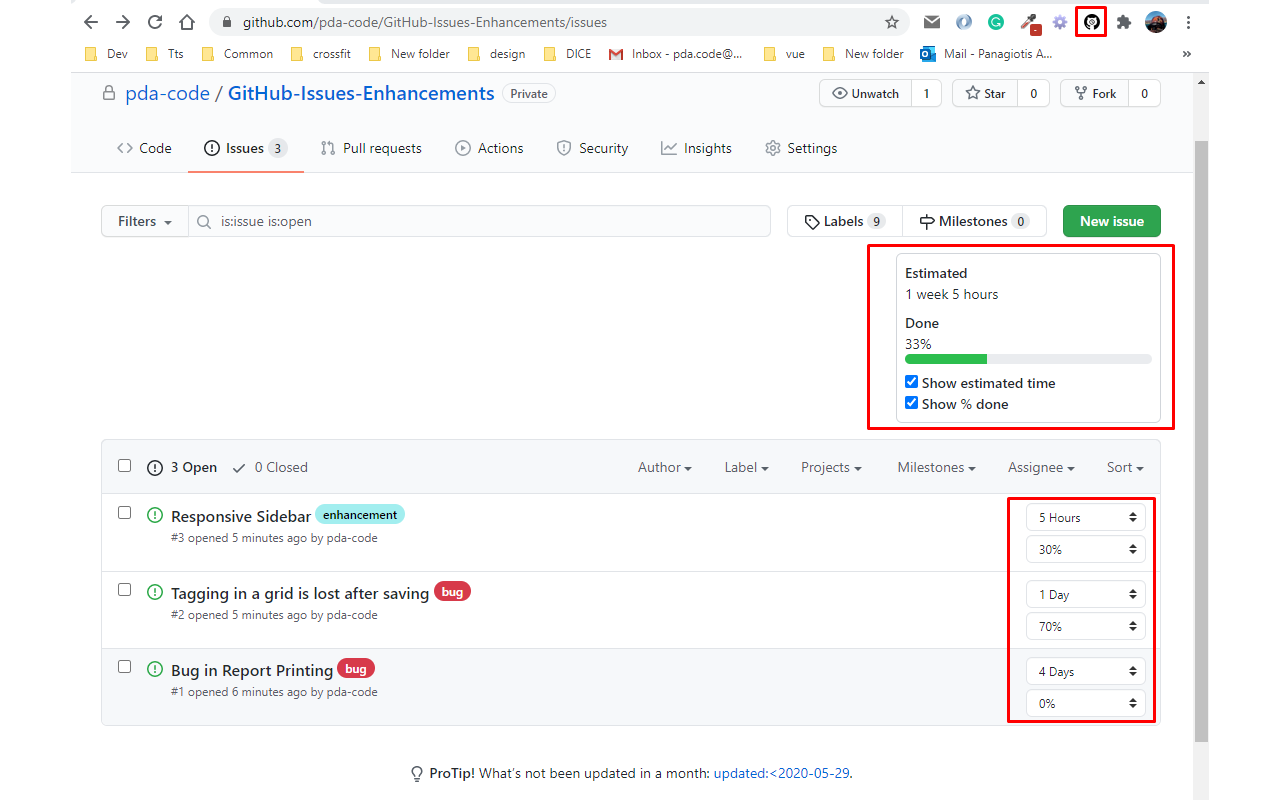 github.com/pda-code/GitHub-Issues-Enhancements/issues
Dev Tts Common crossfit New folder design DICE Inbox - pda.code@... vue New folder Mail - Panagiotis A... »
pda-code / GitHub-Issues-Enhancements Private Unwatch 1 Star 0 Fork 0
Code Issues 3 Pull requests Actions Security Insights Settings
Filters is:issue is:open Labels 9 Milestones 0 New issue
Estimated
1 week 5 hours
Done
33%
Show estimated time
Show % done
3 Open 0 Closed Author Label Projects Milestones Assignee Sort
Responsive Sidebar enhancement 5 Hours
#3 opened 5 minutes ago by pda-code 30%
Tagging in a grid is lost after saving bug 1 Day
#2 opened 5 minutes ago by pda-code 70%
Bug in Report Printing bug 4 Days
#1 opened 6 minutes ago by pda-code 0%
ProTip! What's not been updated in a month: updated:<2020-05-29.